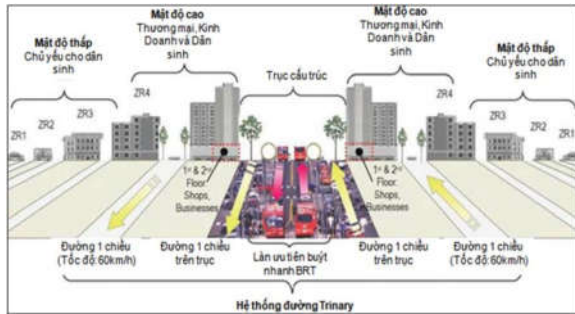 Mật độ cao
Thương mại, Kinh
Doanh và Dân
sinh
Mật độ thấp
Chủ yếu cho dân
sinh
Trục cấu trúc
Mật độ cao
Thương mại, Kinh
Doanh và Dân
sinh
Mật độ thấp
Chủ yếu cho dân
sinh
ZR1
ZR2
ZR3
ZR4
ZR4
ZR3
ZR2
ZR1
1st & 2nd
Floor:
Shops,
Businesses
1st & 2nd
Floor:
Shops,
Businesses
Đường 1 chiều
(Tốc độ: 60km/h)
Đường 1 chiều
trên trục
Làn ưu tiên buýt
nhanh BRT
Đường 1 chiều
trên trục
Đường 1 chiều
(Tốc độ: 60km/h)
Hệ thống đường Trinary